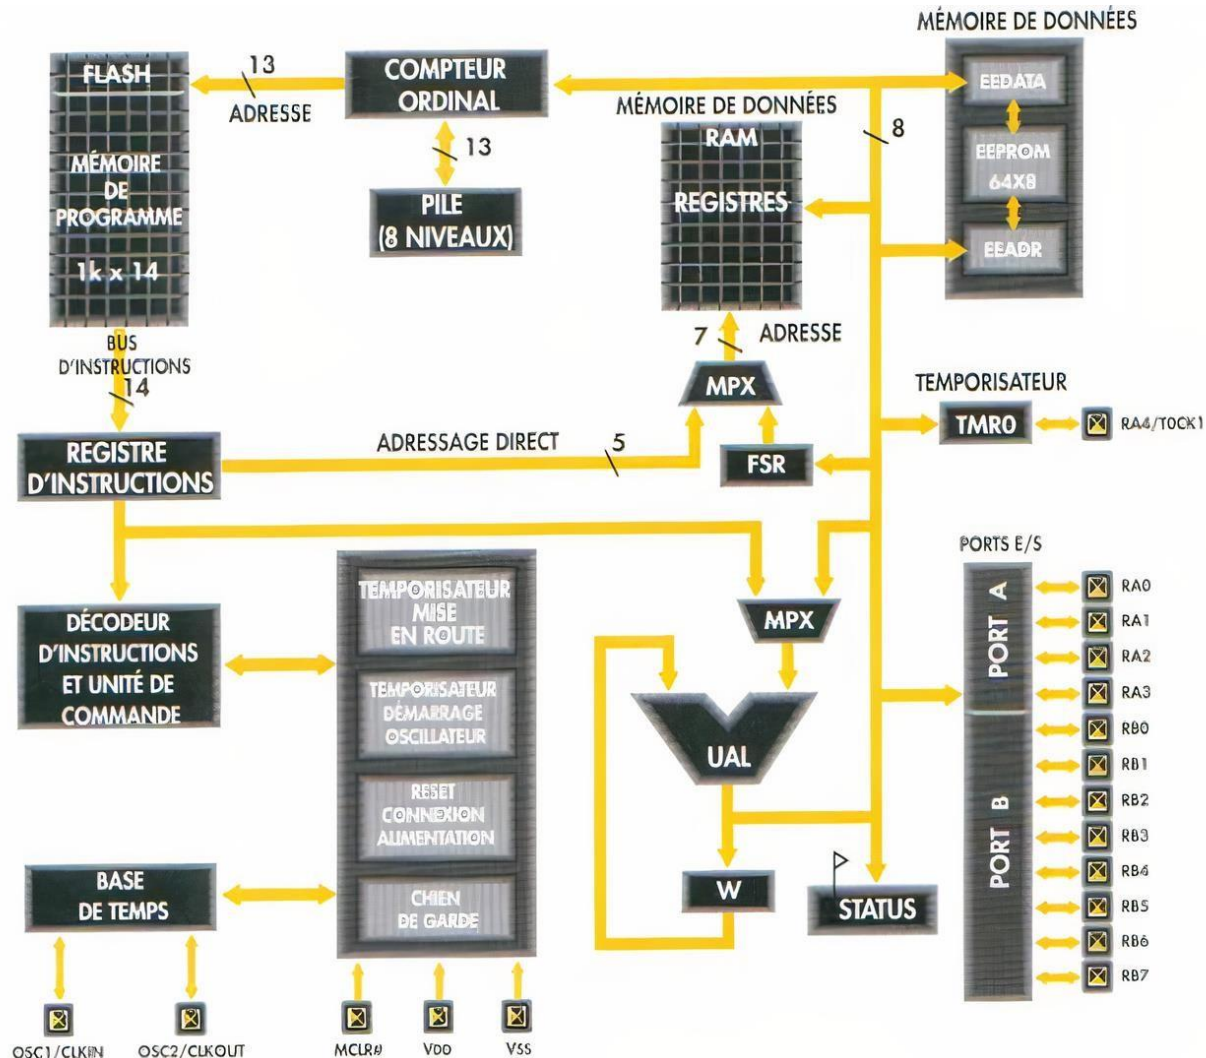 MÉMOIRE DE DONNÉES
FLASH
13
ADRESSE
COMPTEUR
ORDINAL
MÉMOIRE DE DONNÉES
RAM
REGISTRES
8
EEDATA
EEPROM
64X8
EEADR
MÉMOIRE
DE
PROGRAMME
1k x 14
13
PILE
(8 NIVEAUX)
7
ADRESSE
MPX
BUS
D'INSTRUCTIONS
14
REGISTRE
D'INSTRUCTIONS
ADRESSAGE DIRECT
5
FSR
TEMPORISATEUR
TMR0
RA4/T0CK1
PORTS E/S
DÉCODEUR
D'INSTRUCTIONS
ET UNITÉ DE
COMMANDE
TEMPORISATEUR
MISE
EN ROUTE
TEMPORISATEUR
DÉMARRAGE
OSCILLATEUR
RESET
CONNEXION
ALIMENTATION
CHIEN
DE GARDE
MPX
UAL
W
STATUS
PORT A
PORT B
RA0
RA1
RA2
RA3
RB0
RB1
RB2
RB3
RB4
RB5
RB6
RB7
BASE
DE TEMPS
OSC1/CLKIN
OSC2/CLKOUT
MCLR#
VDD
VSS